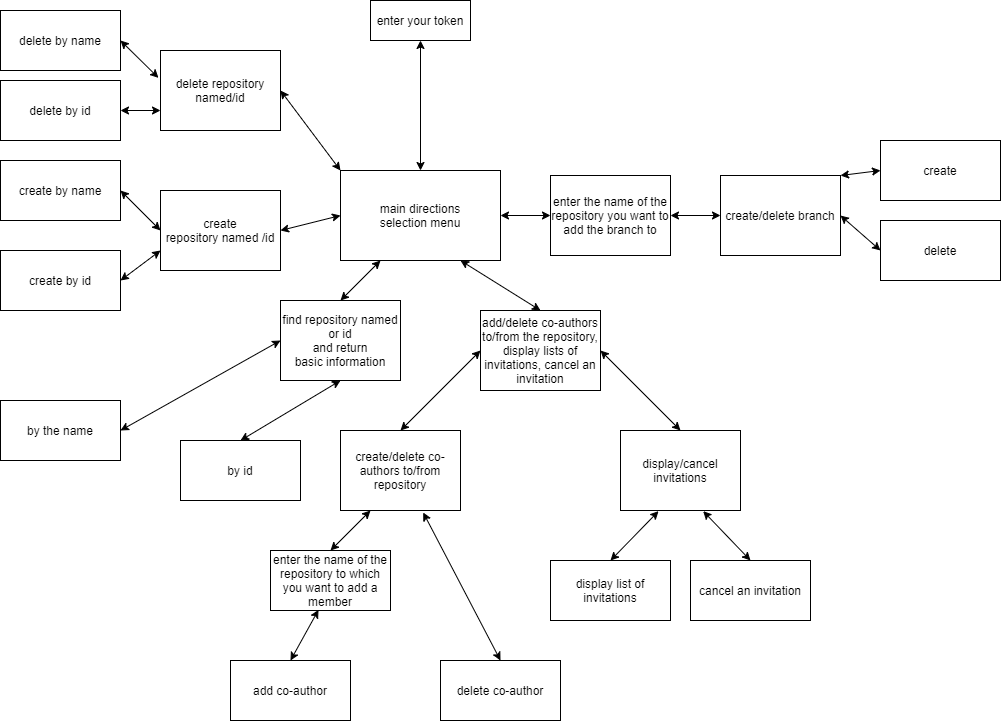 enter your token
delete by name
delete repository
named/id
delete by id
create by name
create
repository named /id
create by id
main directions
selection menu
enter the name of the
repository you want to
add the branch to
create/delete branch
create
delete
find repository named
or id
and return
basic information
add/delete co-authors
to/from the repository,
display lists of
invitations, cancel an
invitation
by the name
by id
create/delete co-
authors to/from
repository
display/cancel
invitations
enter the name of the
repository to which
you want to add a
member
display list of
invitations
cancel an invitation
add co-author
delete co-author